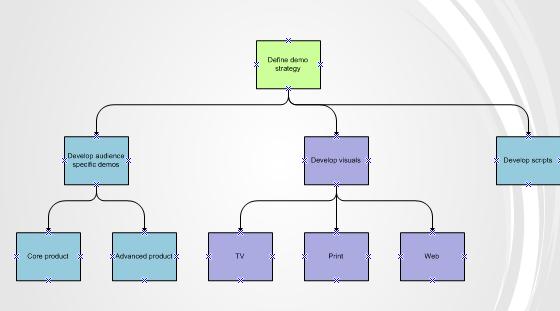 Define demo
strategy
Develop audience
specific demos
Develop visuals
Develop scripts
Core product
Advanced product
TV
Print
Web